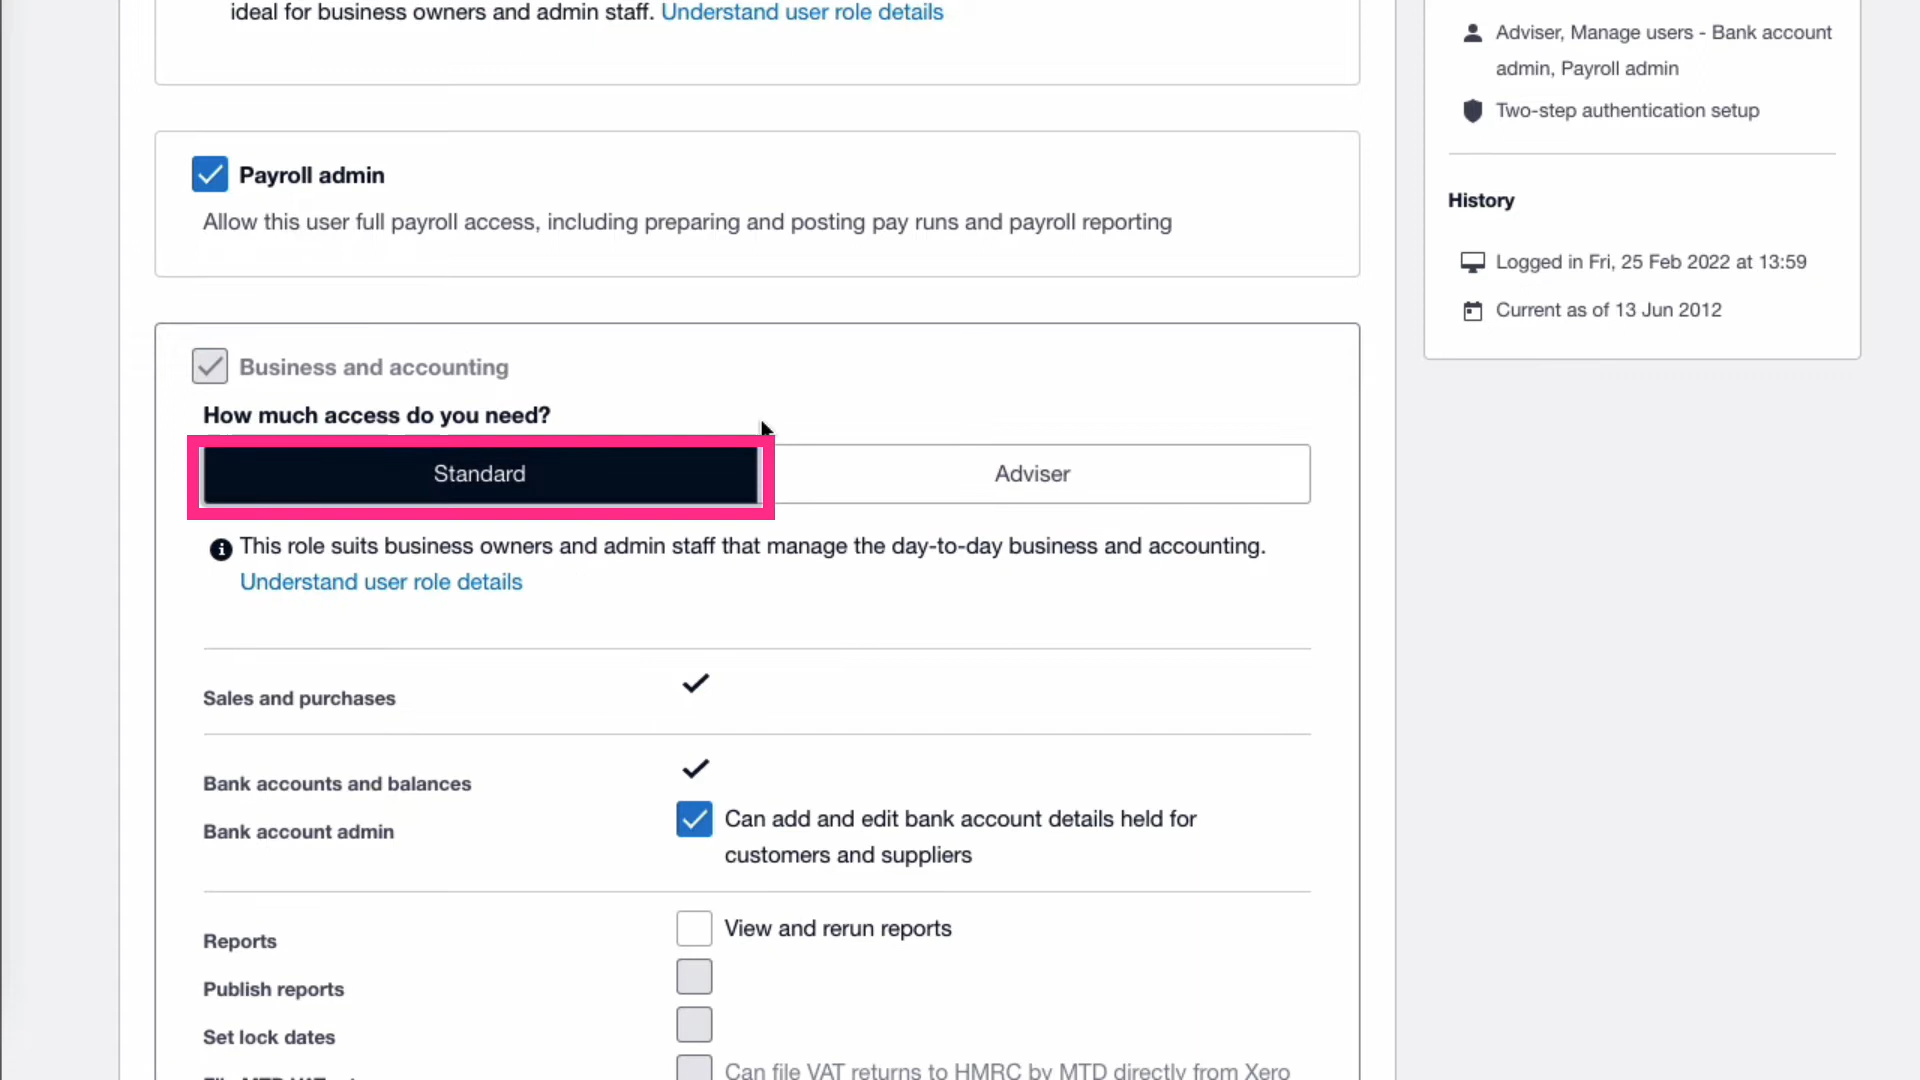 ideal for business owners and admin staff. Understand user role details
Payroll admin
Allow this user full payroll access, including preparing and posting pay runs and payroll reporting
Business and accounting
How much access do you need?
Standard
Adviser
This role suits business owners and admin staff that manage the day-to-day business and accounting.
Understand user role details
Sales and purchases
Bank accounts and balances
Bank account admin
Can add and edit bank account details held for
customers and suppliers
Reports
View and rerun reports
Publish reports
Set lock dates
Can file VAT returns to HMRC by MTD directly from Xero
Adviser, Manage users - Bank account
admin, Payroll admin
Two-step authentication setup
History
Logged in Fri, 25 Feb 2022 at 13:59
Current as of 13 Jun 2012